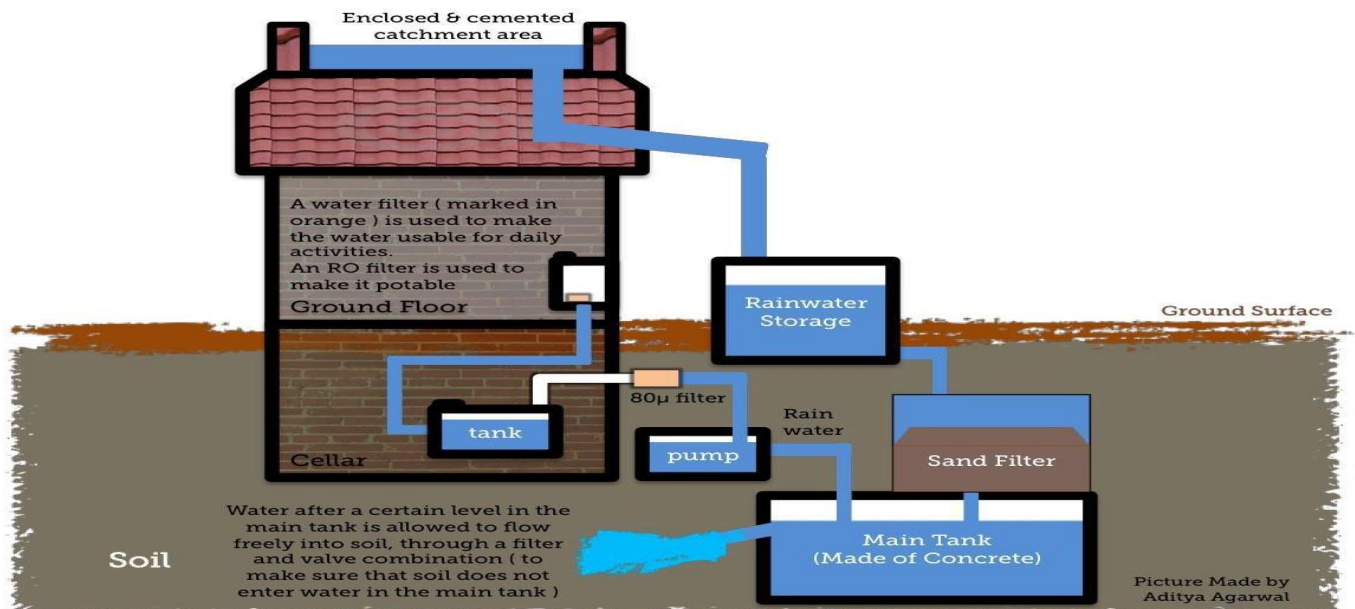 Enclosed & cemented
catchment area
A water filter ( marked in
orange ) is used to make
the water usable for daily
activities.
An RO filter is used to
make it potable
Ground Floor
Rainwater
Storage
Ground Surface
80µ filter
Rain
water
tank
pump
Sand Filter
Cellar
Water after a certain level in the
main tank is allowed to flow
freely into soil, through a filter
and valve combination ( to
make sure that soil does not
enter water in the main tank )
Soil
Main Tank
(Made of Concrete)
Picture Made by
Aditya Agarwal